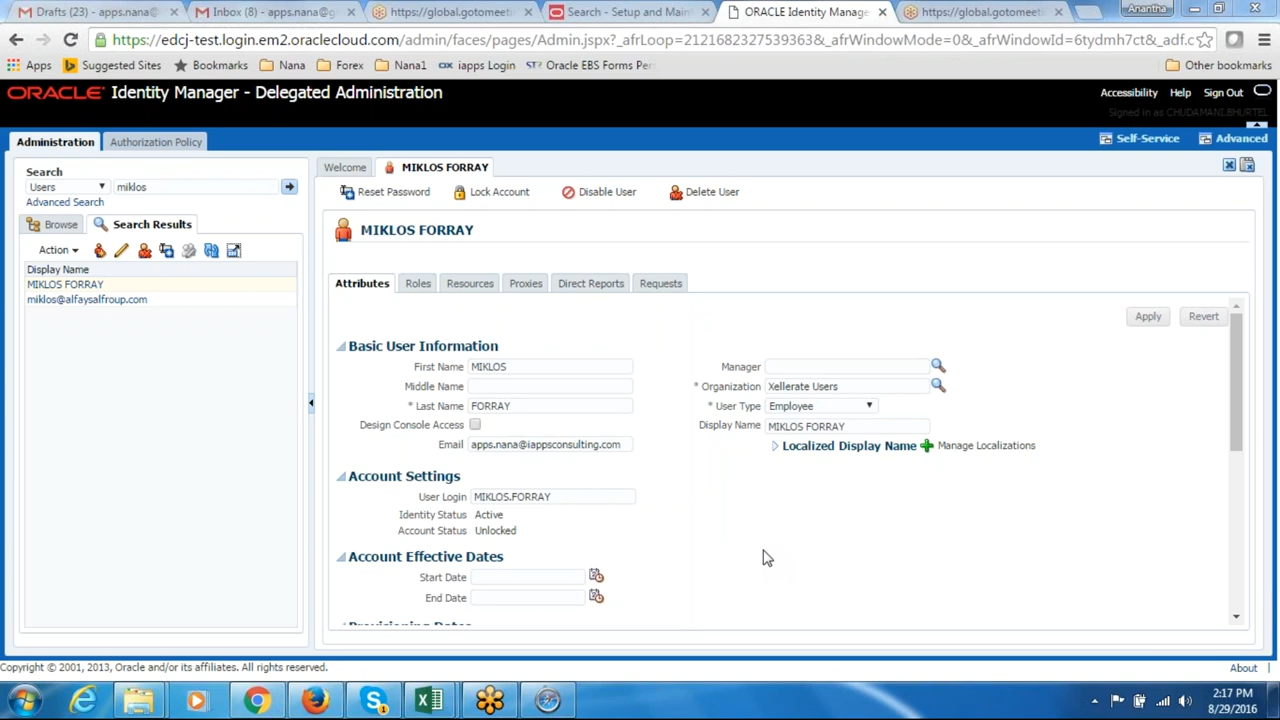 Drafts (23) - apps.nana@
Inbox (8) - apps.nana@g
https://global.gotomeet
Search - Setup and Main
ORACLE Identity Manage
https://global.gotomeeti
Anantha
https://edcj-test.login.em2.oraclecloud.com/admin/faces/pages/Admin.jspx?_afrLoop=2121682327539363&_afrWindowMode=0&_afrWindowId=6tydmh7ct&_adf.c
Apps
Suggested Sites
Bookmarks
Nana
Forex
Nana1
iapps Login
Oracle EBS Forms Per
Other bookmarks
ORACLE Identity Manager - Delegated Administration
Accessibility Help Sign Out
Signed in as CHUDAMANI.BHURTEL
Administration Authorization Policy
Self-Service Advanced
Search
Users miklos
Advanced Search
Browse Search Results
Action
Display Name
MIKLOS FORRAY
miklos@alfaysalfroup.com
Welcome MIKLOS FORRAY
Reset Password Lock Account Disable User Delete User
MIKLOS FORRAY
Attributes Roles Resources Proxies Direct Reports Requests
Apply Revert
Basic User Information
First Name MIKLOS
Middle Name
* Last Name FORRAY
Design Console Access
Email apps.nana@iappsconsulting.com
Manager
* Organization Xellerate Users
* User Type Employee
Display Name MIKLOS FORRAY
Localized Display Name Manage Localizations
Account Settings
User Login MIKLOS.FORRAY
Identity Status Active
Account Status Unlocked
Account Effective Dates
Start Date
End Date
Provisioning Dates
Copyright © 2001, 2013, Oracle and/or its affiliates. All rights reserved.
About
2:17 PM
8/29/2016